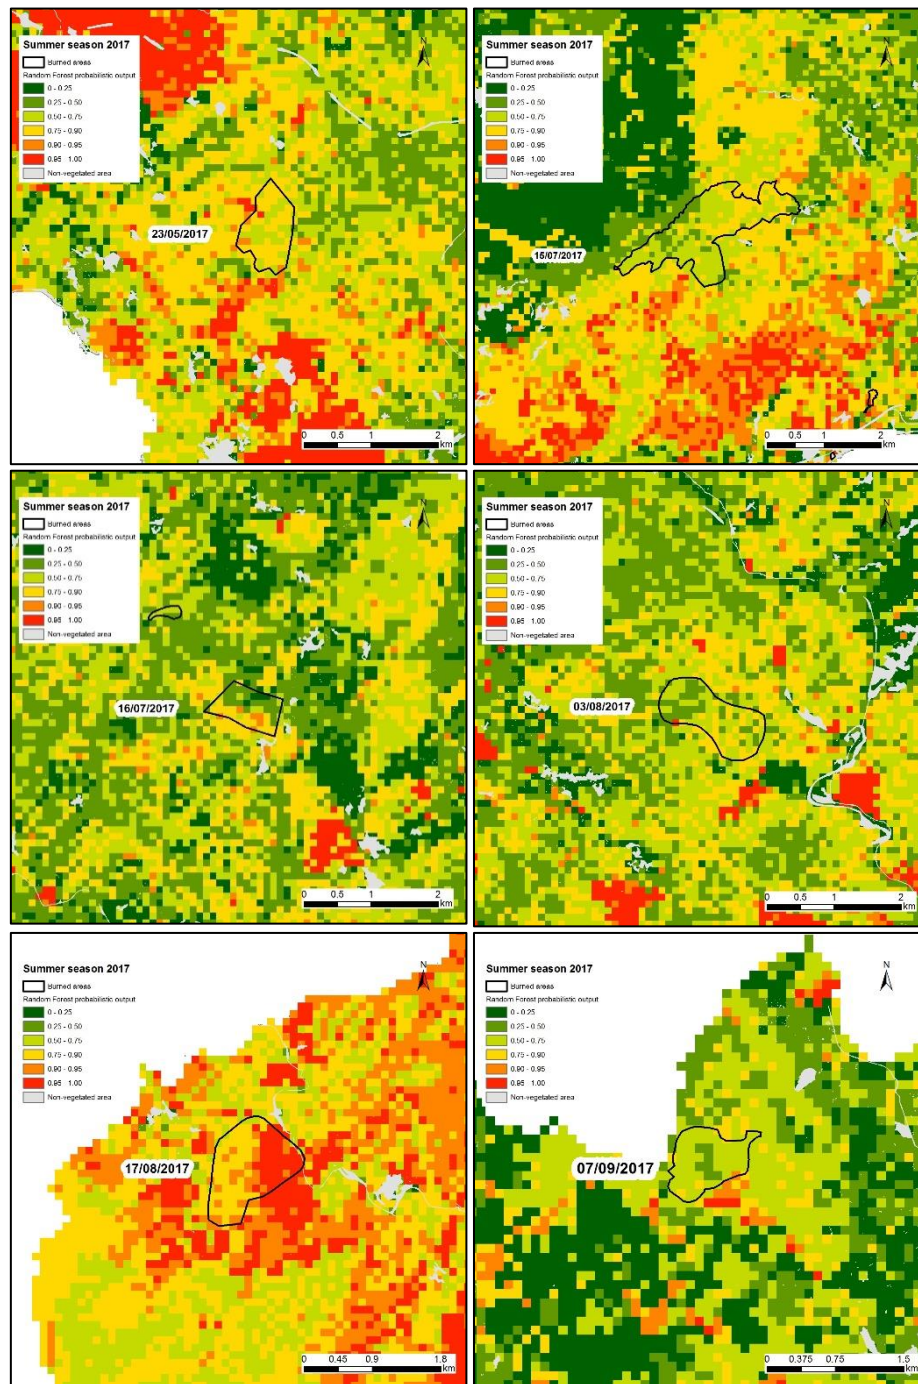 Summer season 2017
Burned areas
Random Forest probabilistic output
0 - 0.25
0.25 - 0.50
0.50 - 0.75
0.75 - 0.90
0.90 - 0.95
0.95 1.00
Non-vegetated area
N
23/05/2017
0 0.5 1 2
km
Summer season 2017
Burned areas
Random Forest probabilistic output
0 - 0.25
0.25 - 0.50
0.50 - 0.75
0.75 - 0.90
0.90 - 0.95
0.95 1.00
Non-vegetated area
N
15/07/2017
0 0.5 1 2
km
Summer season 2017
Burned areas
Random Forest probabilistic output
0 - 0.25
0.25 - 0.50
0.50 - 0.75
0.75 - 0.90
0.90 - 0.95
0.95 1.00
Non-vegetated area
N
16/07/2017
0 0.5 1 2
km
Summer season 2017
Burned areas
Random Forest probabilistic output
0 - 0.25
0.25 - 0.50
0.50 - 0.75
0.75 - 0.90
0.90 - 0.95
0.95 1.00
Non-vegetated area
N
03/08/2017
0 0.5 1 2
km
Summer season 2017
Burned areas
Random Forest probabilistic output
0 - 0.25
0.25 - 0.50
0.50 - 0.75
0.75 - 0.90
0.90 - 0.95
0.95 1.00
Non-vegetated area
N
17/08/2017
0 0.45 0.9 1.8
km
Summer season 2017
Burned areas
Random Forest probabilistic output
0 - 0.25
0.25 - 0.50
0.50 - 0.75
0.75 - 0.90
0.90 - 0.95
0.95 1.00
Non-vegetated area
N
07/09/2017
0 0.375 0.75 1.5
km